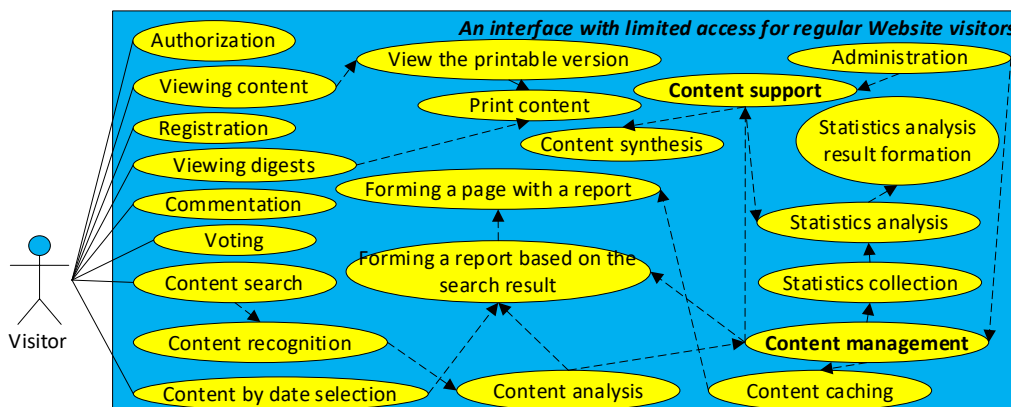 An interface with limited access for regular Website visitors
Authorization
View the printable version
Administration
Viewing content
Content support
Print content
Registration
Statistics analysis
result formation
Content synthesis
Viewing digests
Forming a page with a report
Commentation
Statistics analysis
Voting
Forming a report based on the
search result
Content search
Statistics collection
Visitor
Content recognition
Content management
Content by date selection
Content analysis
Content caching